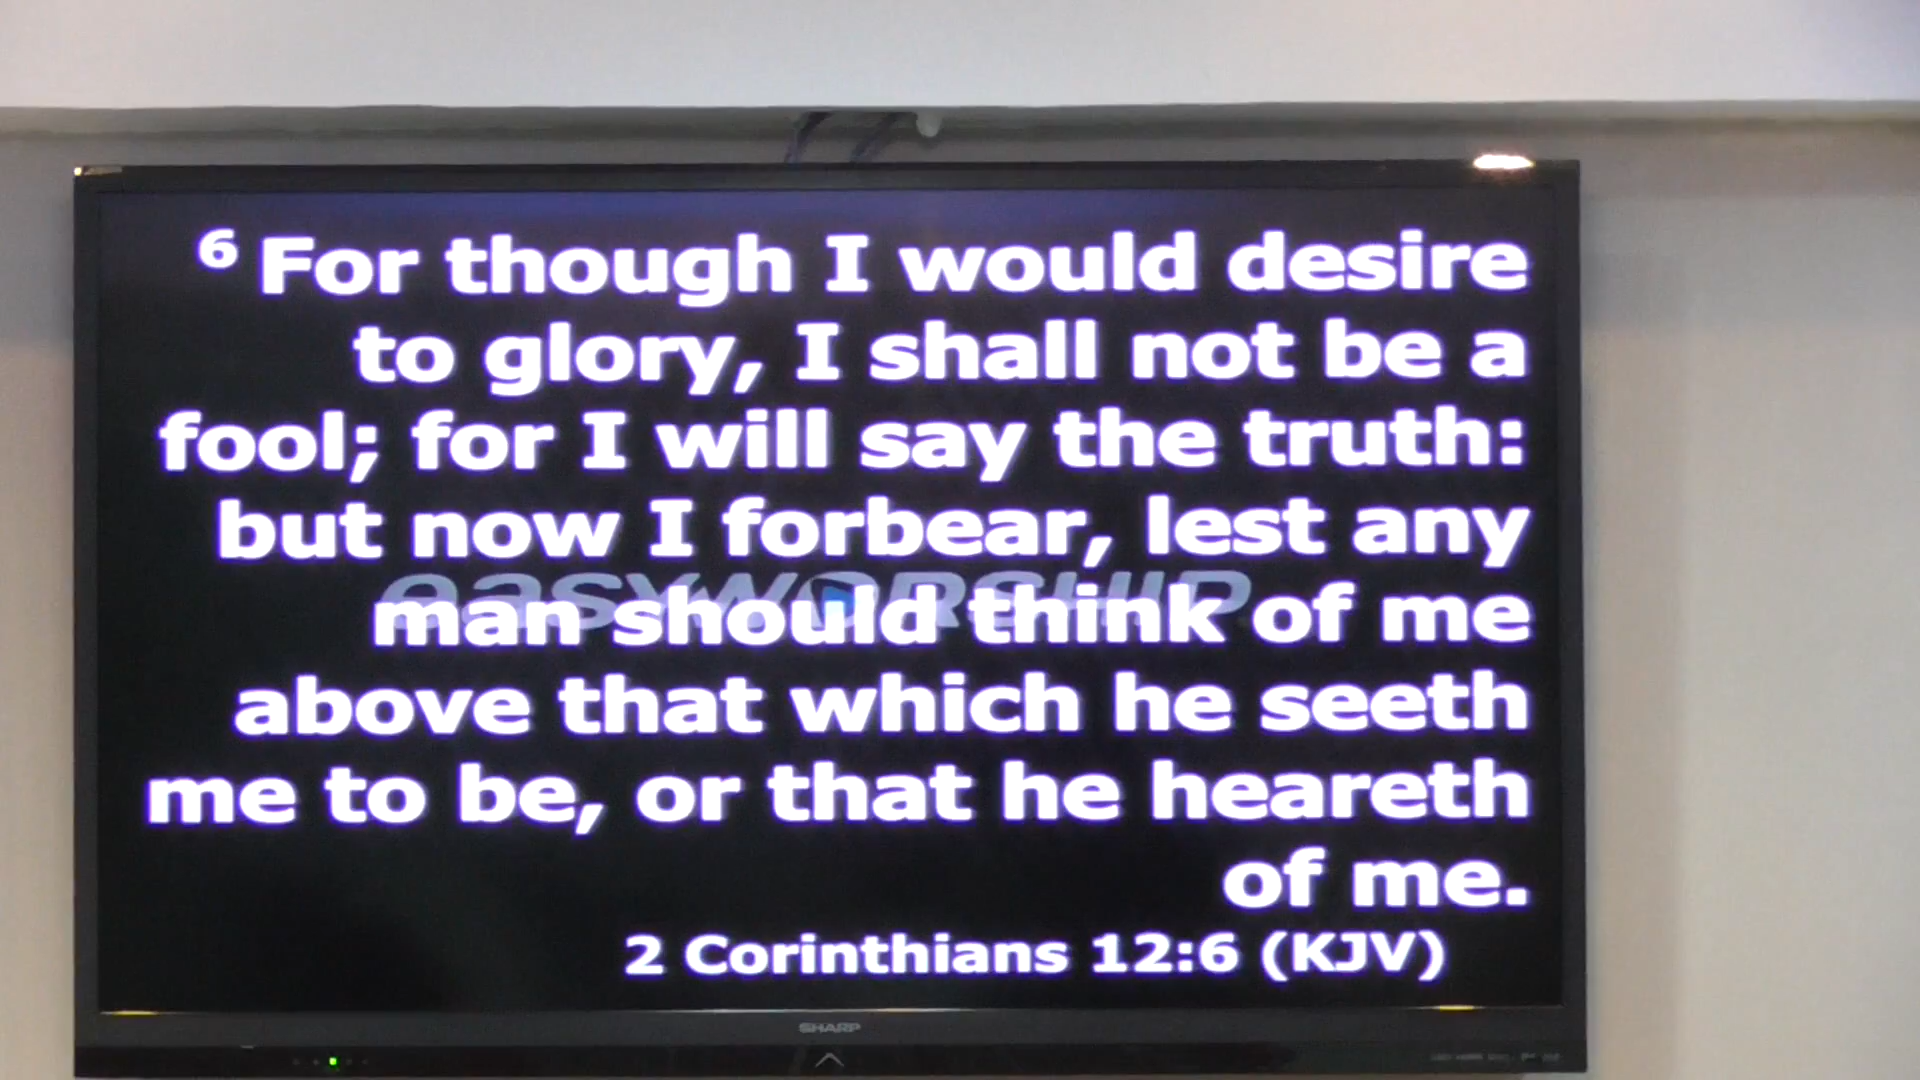 6 For though I would desire
to glory, I shall not be a
fool; for I will say the truth:
but now I forbear, lest any
easyworship
man should think of me
above that which he seeth
me to be, or that he heareth
of me.
2 Corinthians 12:6 (KJV)
SHARP